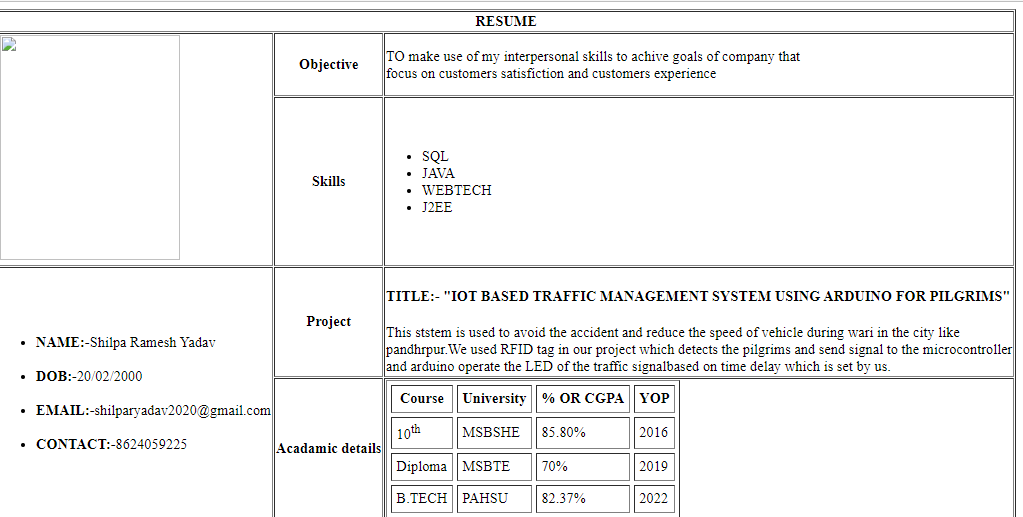 RESUME
Objective
TO make use of my interpersonal skills to achive goals of company that
focus on customers satisfiction and customers experience
Skills
• SQL
• JAVA
• WEBTECH
• J2EE
• NAME:-Shilpa Ramesh Yadav
• DOB:-20/02/2000
• EMAIL:-shilparyadav2020@gmail.com
• CONTACT:-8624059225
Project
TITLE:- "IOT BASED TRAFFIC MANAGEMENT SYSTEM USING ARDUINO FOR PILGRIMS"
This ststem is used to avoid the accident and reduce the speed of vehicle during wari in the city like
pandhrpur.We used RFID tag in our project which detects the pilgrims and send signal to the microcontroller
and arduino operate the LED of the traffic signalbased on time delay which is set by us.
Acadamic details
Course University % OR CGPA YOP
10th MSBSHE 85.80% 2016
Diploma MSBTE 70% 2019
B.TECH PAHSU 82.37% 2022